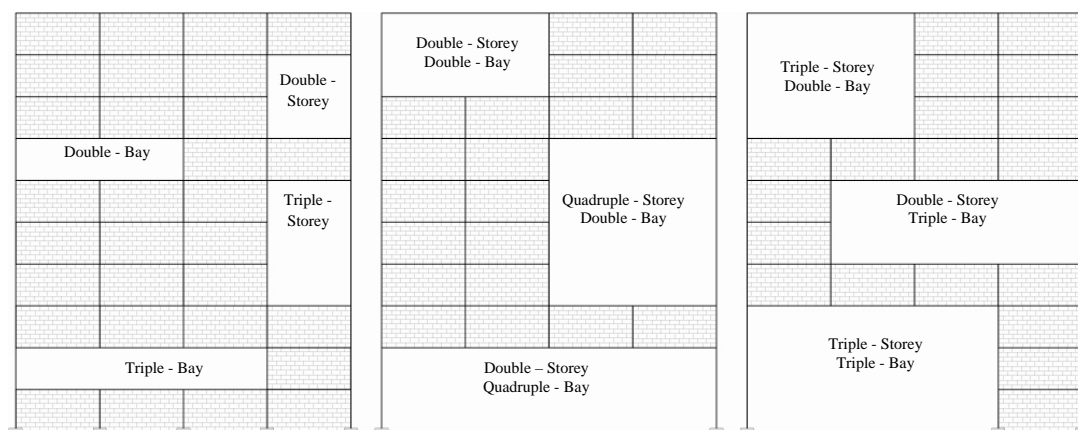 Double -
Storey
Double - Bay
Triple -
Storey
Triple - Bay
Double - Storey
Double - Bay
Quadruple - Storey
Double - Bay
Double – Storey
Quadruple - Bay
Triple - Storey
Double - Bay
Double - Storey
Triple - Bay
Triple - Storey
Triple - Bay